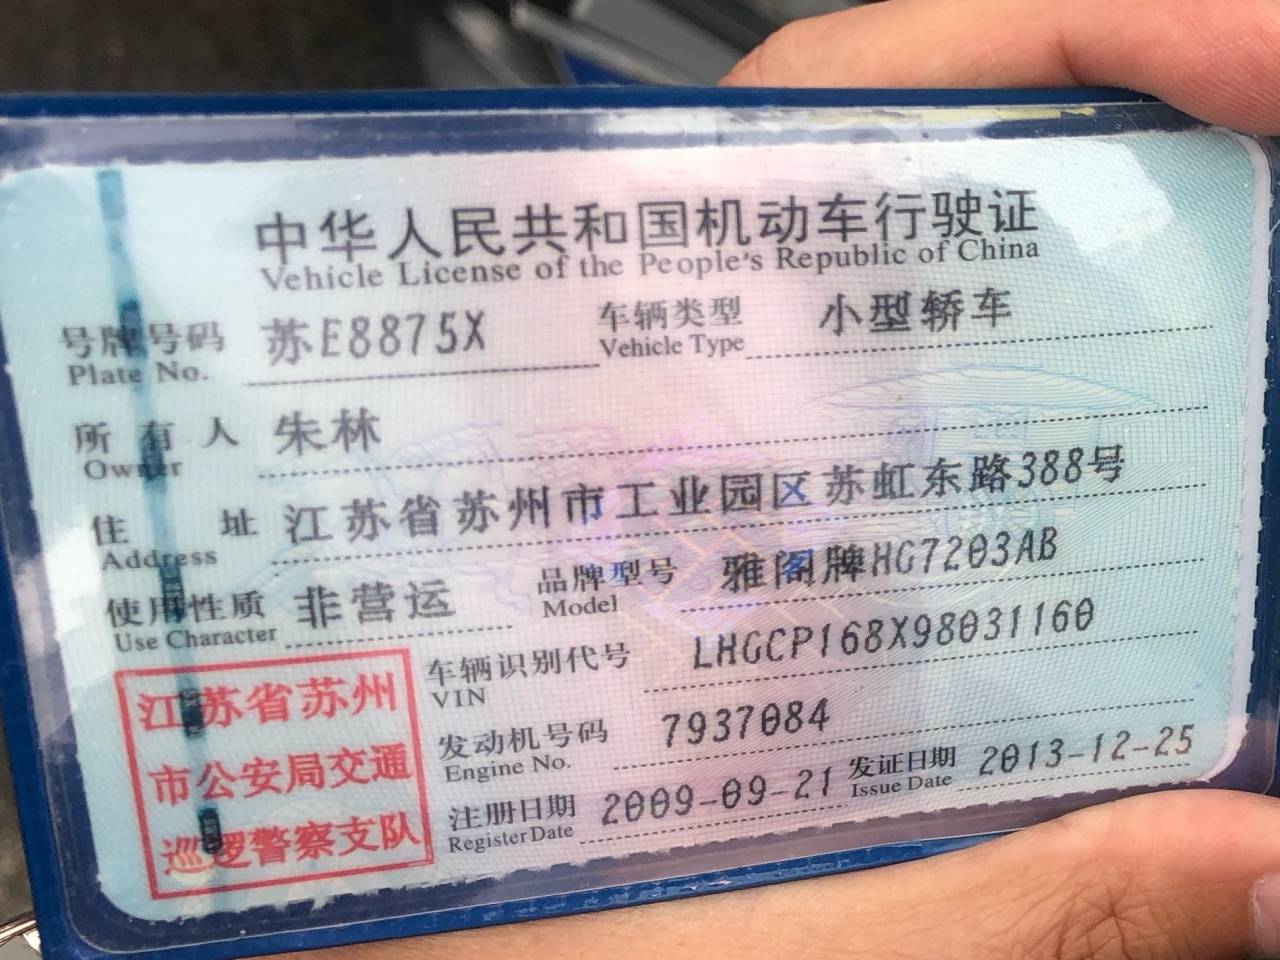 中华人民共和国机动车行驶证
Vehicle License of the People's Republic of China
号牌号码 苏E8875X 车辆类型 小型轿车
Plate No. Vehicle Type
所有人 朱林
Owner
住址 江苏省苏州市工业园区苏虹东路388号
Address
使用性质 非营运 品牌型号 雅阁牌HG7203AB
Use Character Model
车辆识别代号 LHGCP168X98031160
VIN
发动机号码 7937084
Engine No.
注册日期 2009-09-21 发证日期 2013-12-25
Register Date Issue Date
江苏省苏州
市公安局交通
巡逻警察支队